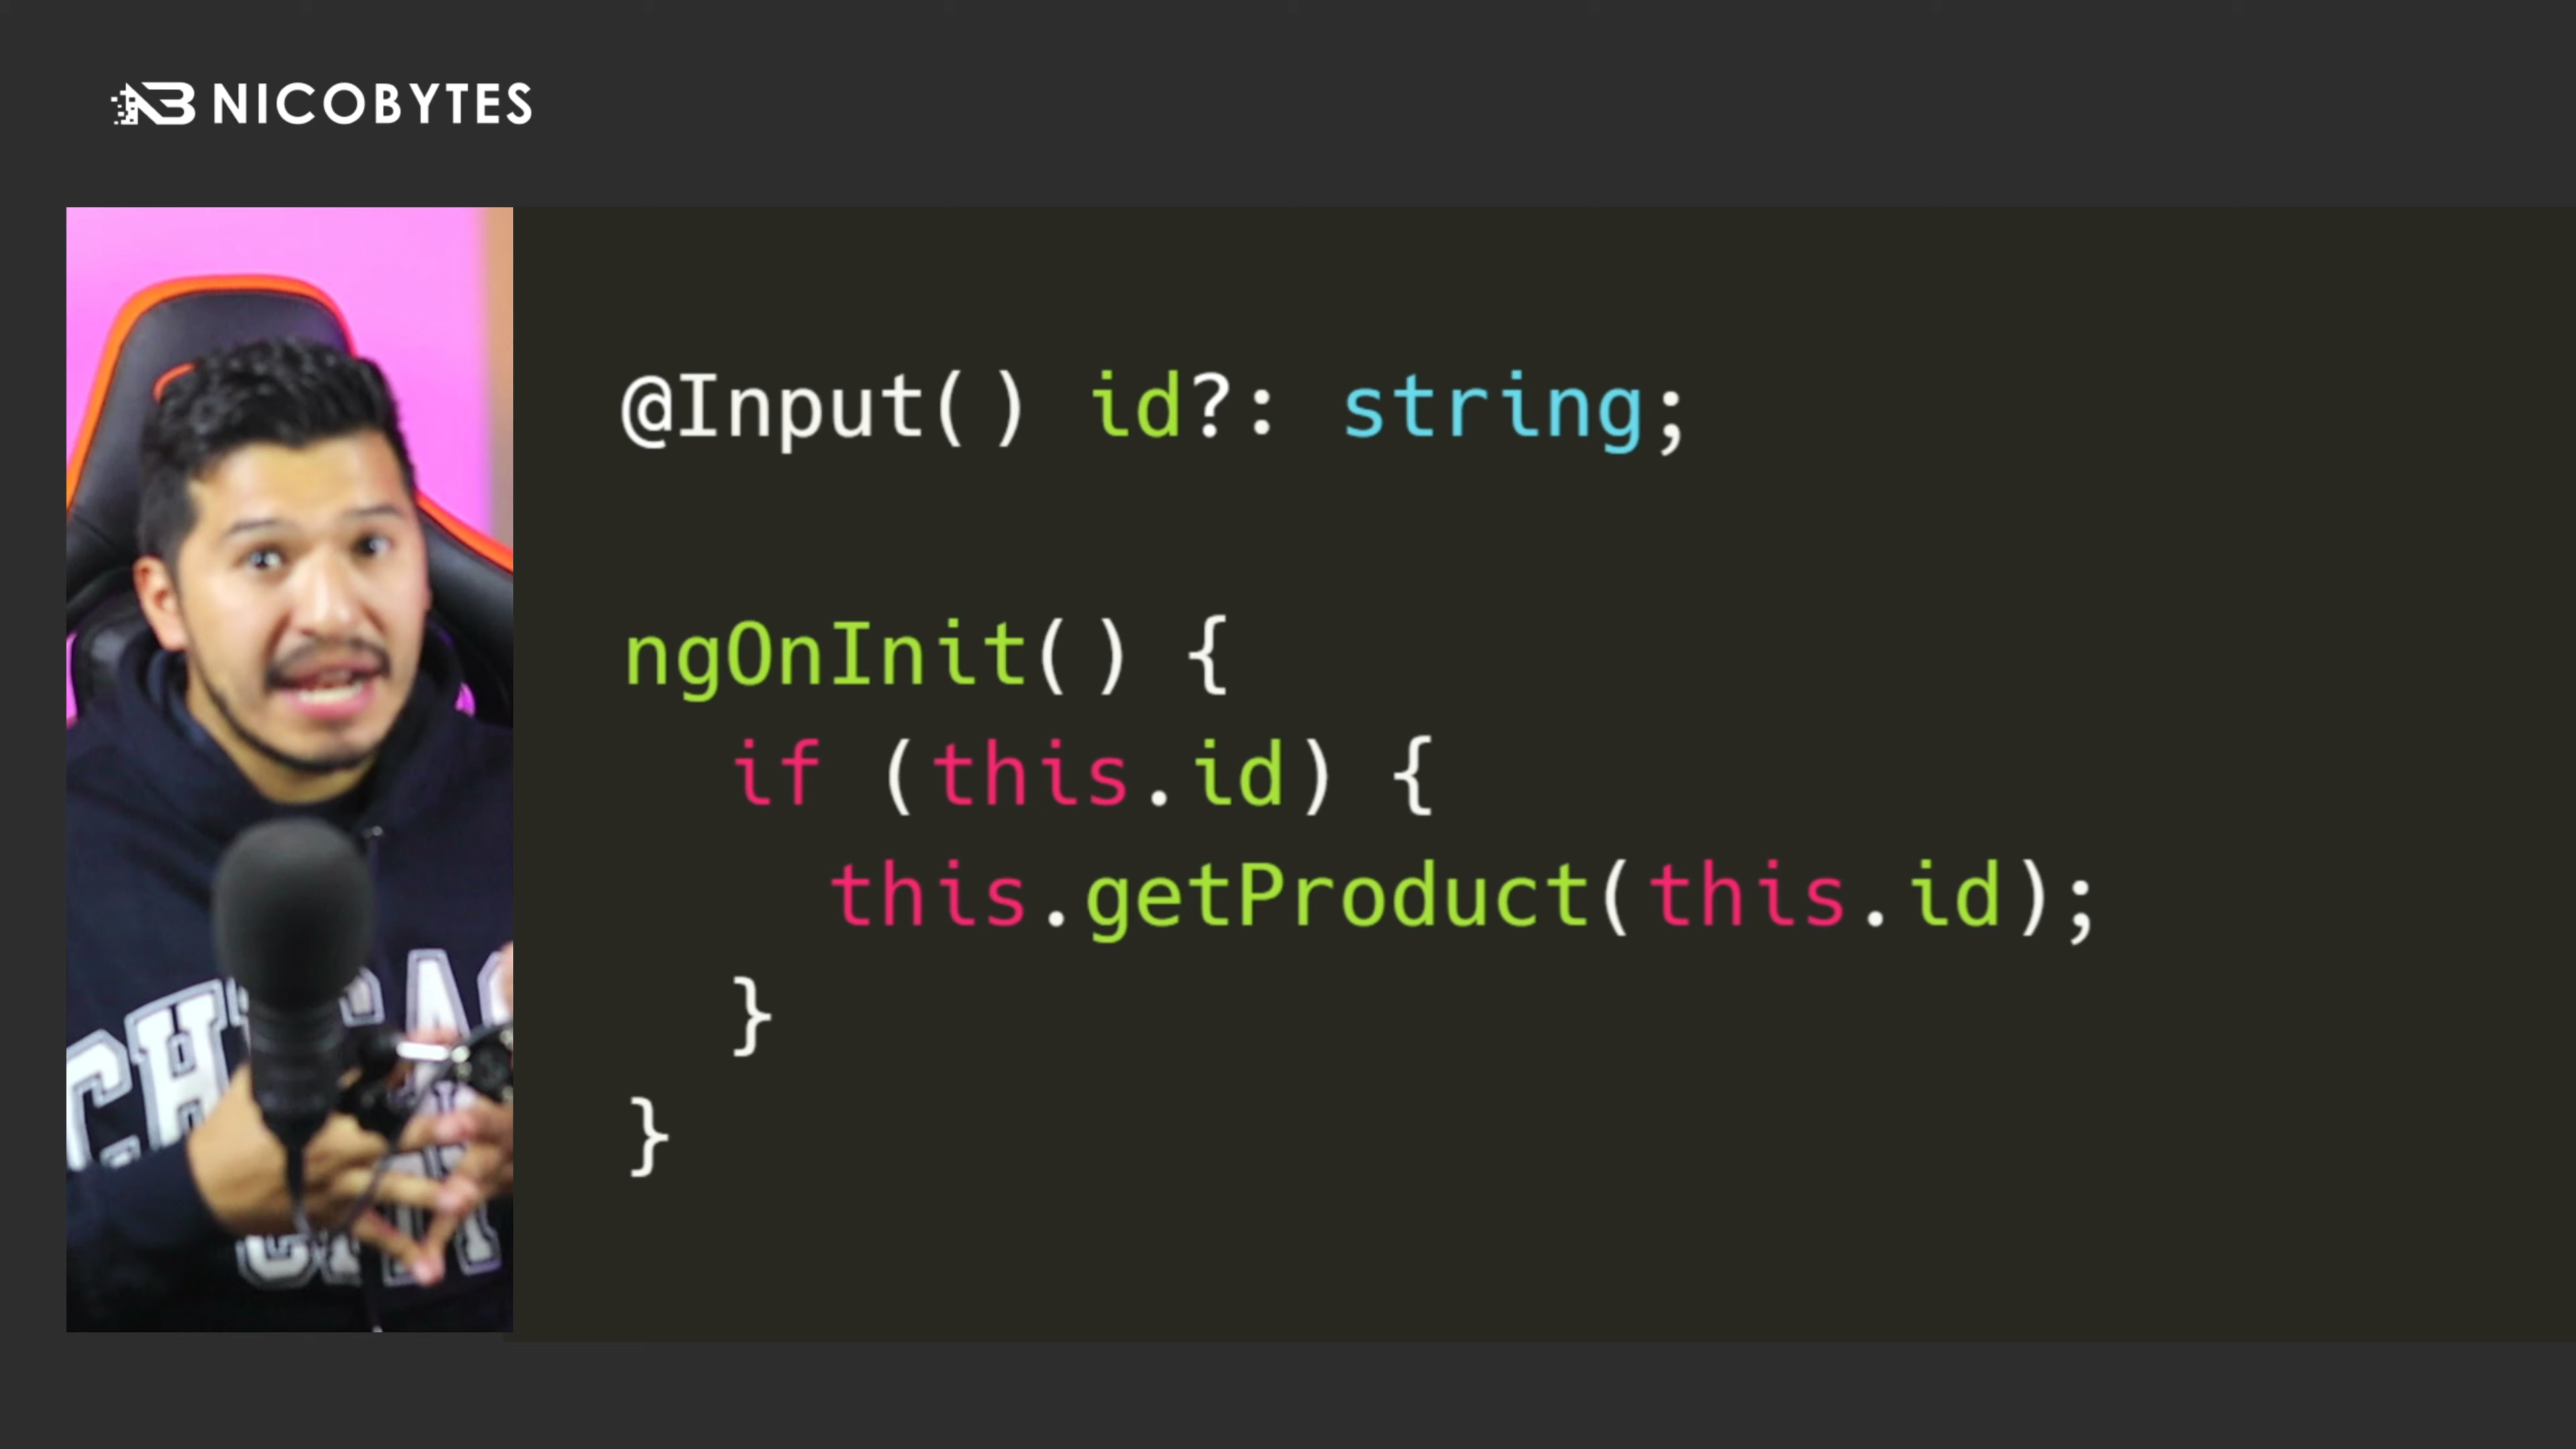 NICOBYTES
@Input() id?: string;
ngOnInit() {
if (this.id) {
this.getProduct(this.id);
}
}